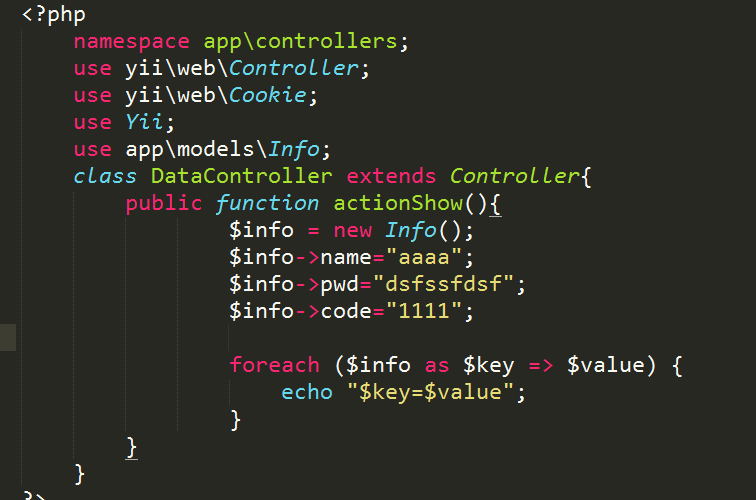 <?php
namespace app\controllers;
use yii\web\Controller;
use yii\web\Cookie;
use Yii;
use app\models\Info;
class DataController extends Controller{
public function actionShow(){
$info = new Info();
$info->name="aaaa";
$info->pwd="dsfssfdsf";
$info->code="1111";
foreach ($info as $key => $value) {
echo "$key=$value";
}
}
}
?>